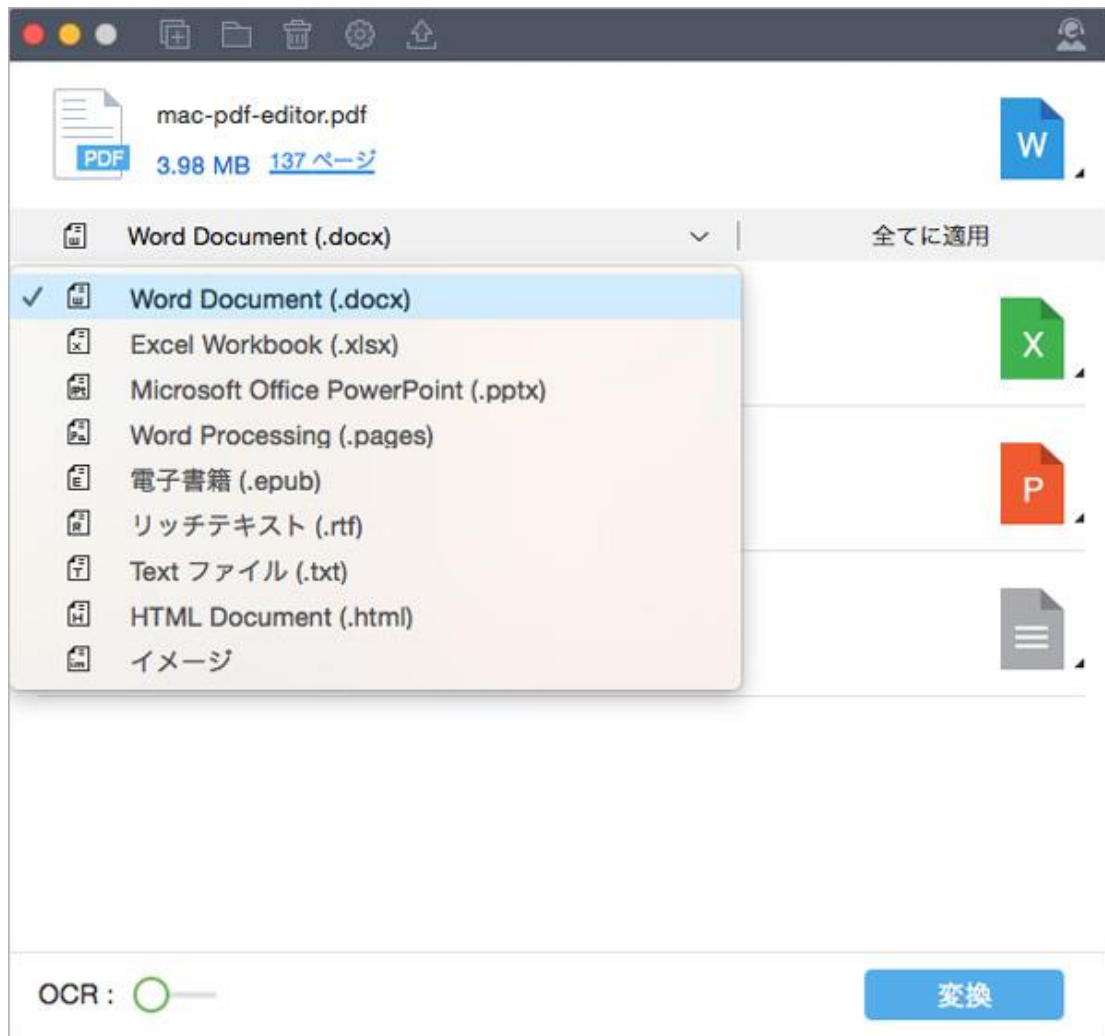 mac-pdf-editor.pdf
PDF
3.98 MB 137 ページ
W
Word Document (.docx) 全てに適用
Word Document (.docx)
Excel Workbook (.xlsx)
X
Microsoft Office PowerPoint (.pptx)
Word Processing (.pages)
電子書籍 (.epub)
P
リッチテキスト (.rtf)
Text ファイル (.txt)
HTML Document (.html)
イメージ
OCR : 変換